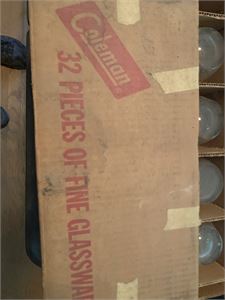 Coleman
32 PIECES OF FINE GLASSWA